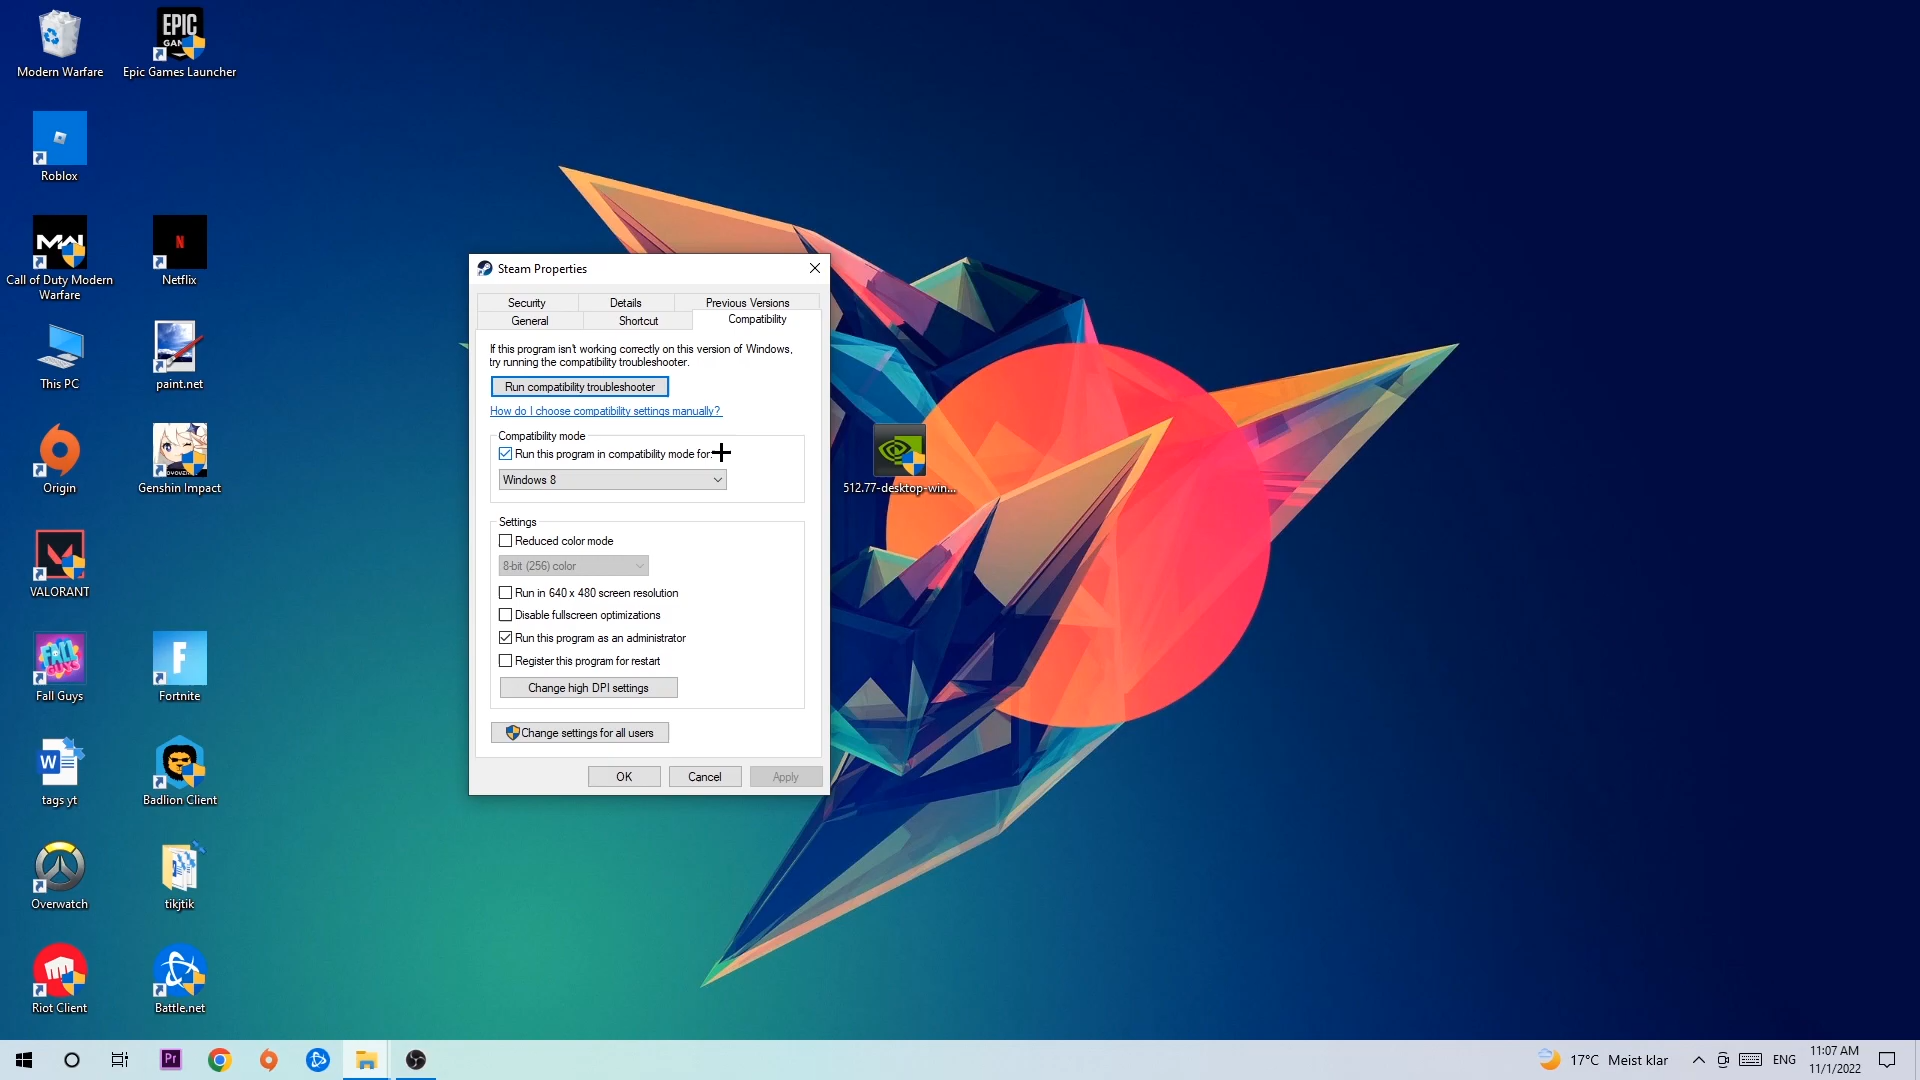 Modern Warfare
EPIC
GAMES
Epic Games Launcher
Roblox
MW
Call of Duty Modern
Warfare
N
Netflix
This PC
paint.net
Origin
Genshin Impact
VALORANT
FALL
GUYS
Fall Guys
F
Fortnite
W
tags yt
Badlion Client
Overwatch
tikjtik
Riot Client
Battle.net
512.77-desktop-win...
Steam Properties
Security
Details
Previous Versions
General
Shortcut
Compatibility
If this program isn't working correctly on this version of Windows,
try running the compatibility troubleshooter.
Run compatibility troubleshooter
How do I choose compatibility settings manually?
Compatibility mode
Run this program in compatibility mode for:
Windows 8
Settings
Reduced color mode
8-bit (256) color
Run in 640 x 480 screen resolution
Disable fullscreen optimizations
Run this program as an administrator
Register this program for restart
Change high DPI settings
Change settings for all users
OK
Cancel
Apply
Pr
17°C Meist klar
ENG
11:07 AM
11/1/2022